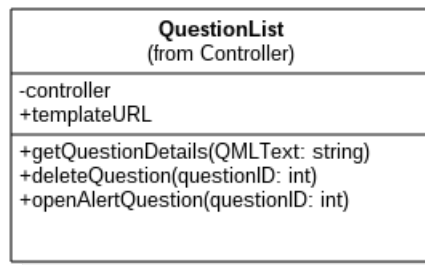 QuestionList
(from Controller)
-controller
+templateURL
+getQuestionDetails(QMLText: string)
+deleteQuestion(questionID: int)
+openAlertQuestion(questionID: int)